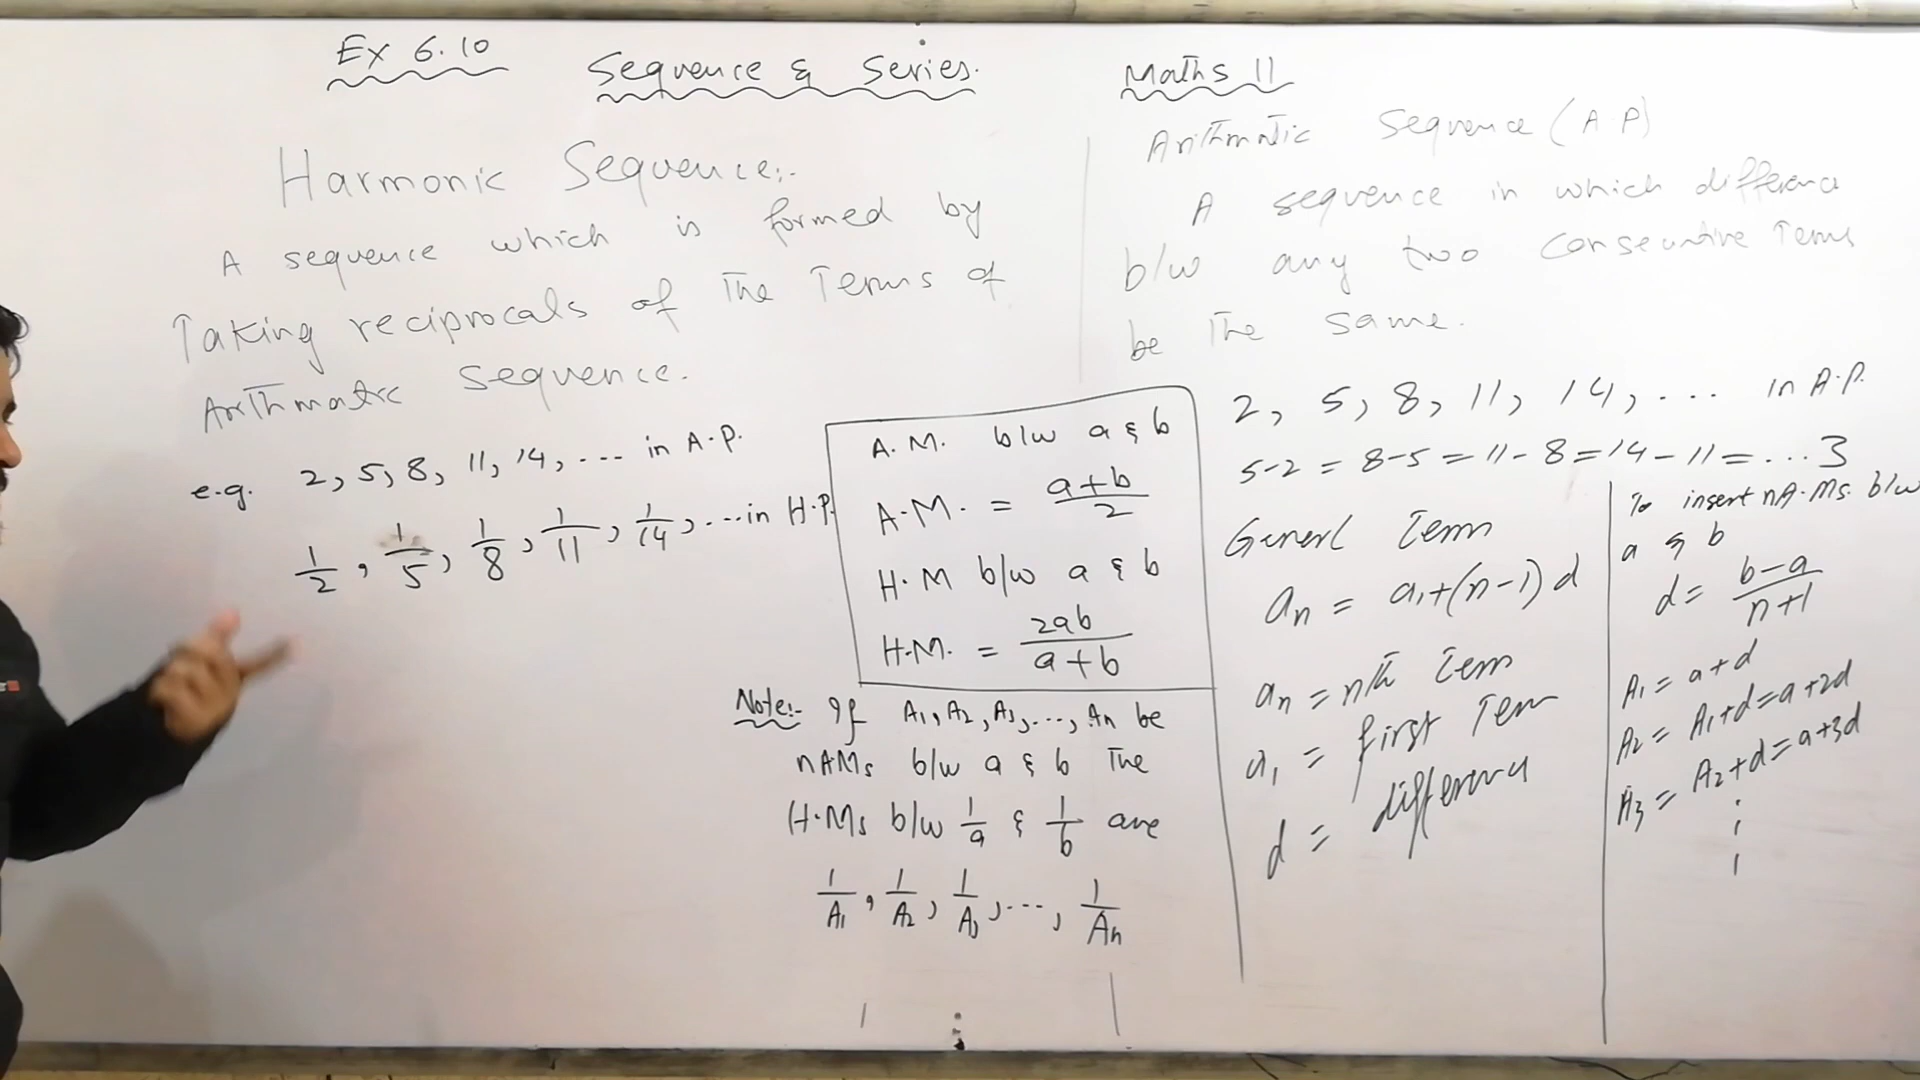 Ex 6.10
Sequence & Series.
Maths 11
Harmonic Sequence:-
A sequence which is formed by
Taking reciprocals of The Terms of
Arithmatic Sequence.
e.g. 2, 5, 8, 11, 14, ... in A.P.
1/2, 1/5, 1/8, 1/11, 1/14, ... in H.P.
A.M. b/w a & b
A.M. = a+b/2
H.M b/w a & b
H.M. = 2ab/a+b
Note:- If A1, A2, A3, ..., An be
nAMs b/w a & b The
H.Ms b/w 1/a & 1/b are
1/A1, 1/A2, 1/A3, ..., 1/An
Arithmatic Sequence (A.P)
A sequence in which difference
b/w any two Consecutive Terms
be The same.
2, 5, 8, 11, 14, ... in A.P.
5-2 = 8-5 = 11-8 = 14-11 = ... 3
Generl Term
an = a1+(n-1)d
an = nth Term
a1 = first Term
d = difference
To insert nA.Ms. b/w
a & b
d = b-a/n+1
A1 = a+d
A2 = A1+d = a+2d
A3 = A2+d = a+3d